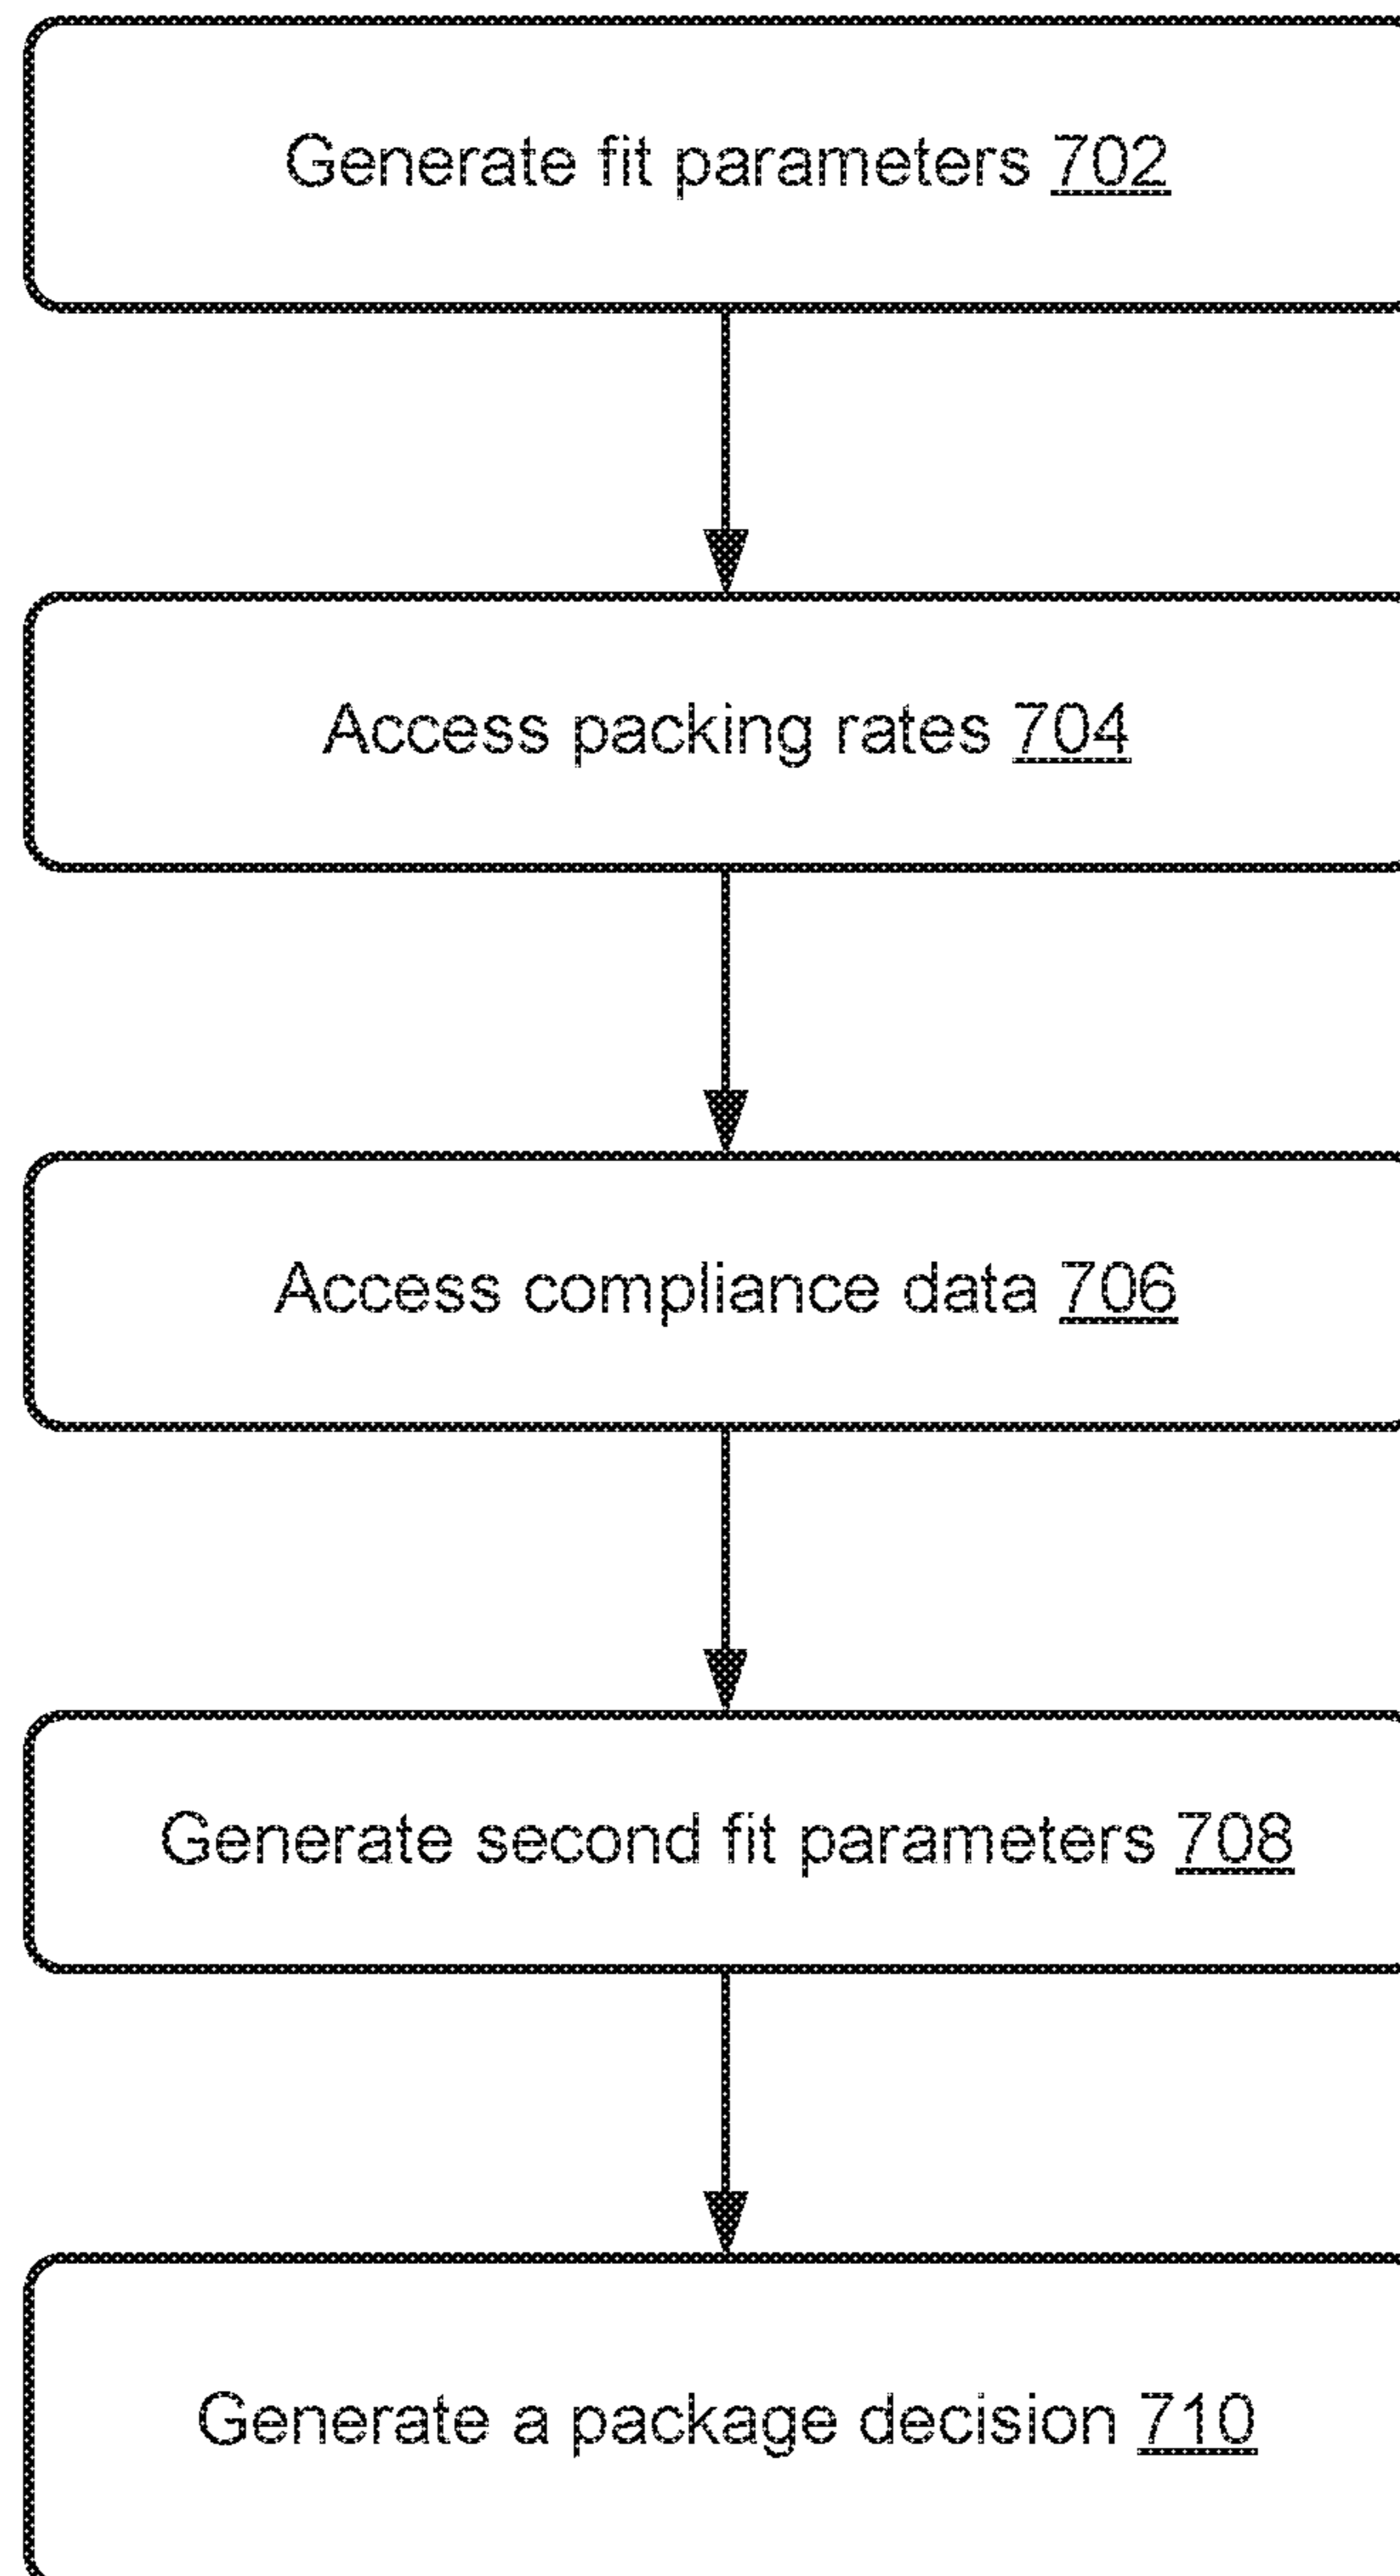 Generate fit parameters 702
Access packing rates 704
Access compliance data 706
Generate second fit parameters 708
Generate a package decision 710